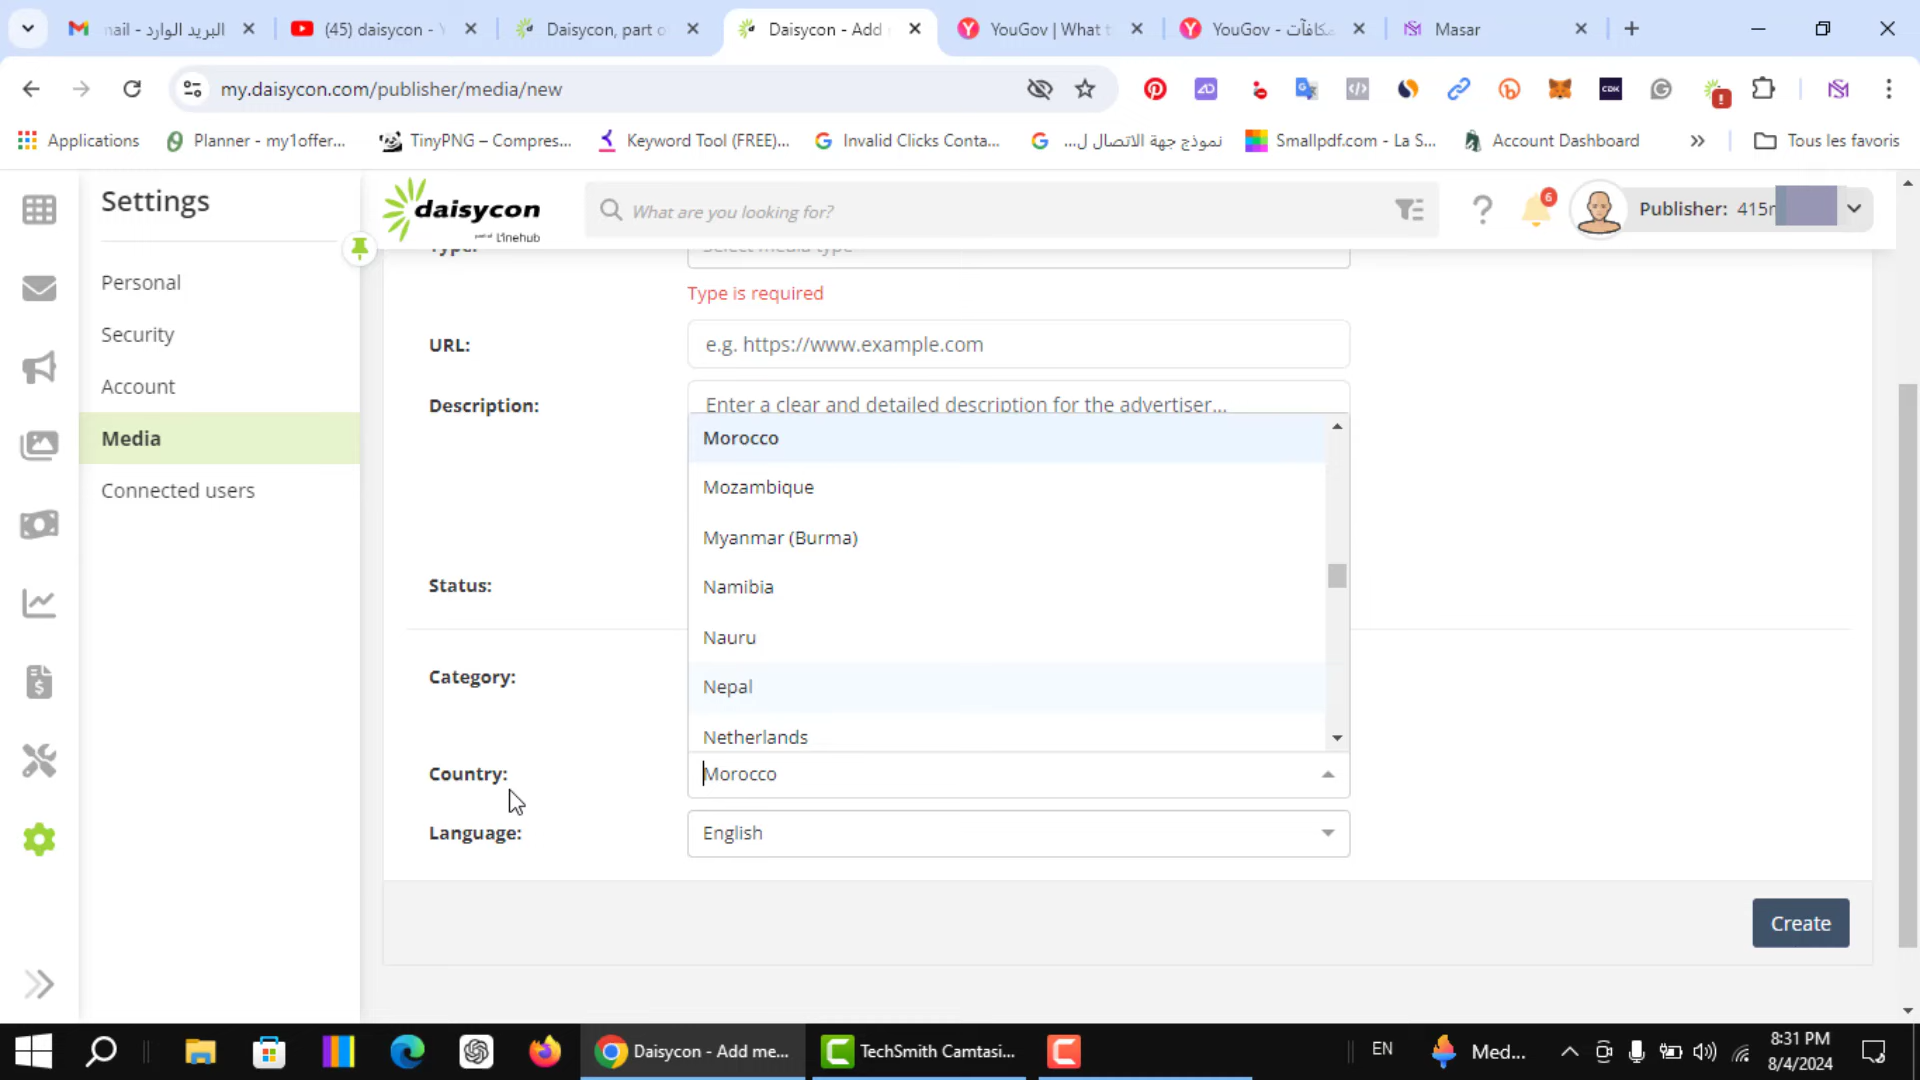 البريد الوارد - mail
(45) daisycon - Y
Daisycon, part o
Daisycon - Add
YouGov | What t
YouGov - مكافآت
Masar
my.daisycon.com/publisher/media/new
Applications
Planner - my1offer...
TinyPNG – Compres...
Keyword Tool (FREE)...
Invalid Clicks Conta...
نموذج جهة الاتصال ل...
Smallpdf.com - La S...
Account Dashboard
Tous les favoris
Settings
Personal
Security
Account
Media
Connected users
daisycon
part of Linehub
What are you looking for?
6
Publisher: 415
Type:
Select media type
Type is required
URL:
e.g. https://www.example.com
Description:
Enter a clear and detailed description for the advertiser...
Morocco
Mozambique
Myanmar (Burma)
Namibia
Nauru
Nepal
Netherlands
Status:
Category:
Country:
Morocco
Language:
English
Create
Daisycon - Add me...
TechSmith Camtasi...
EN
Med...
8:31 PM
8/4/2024